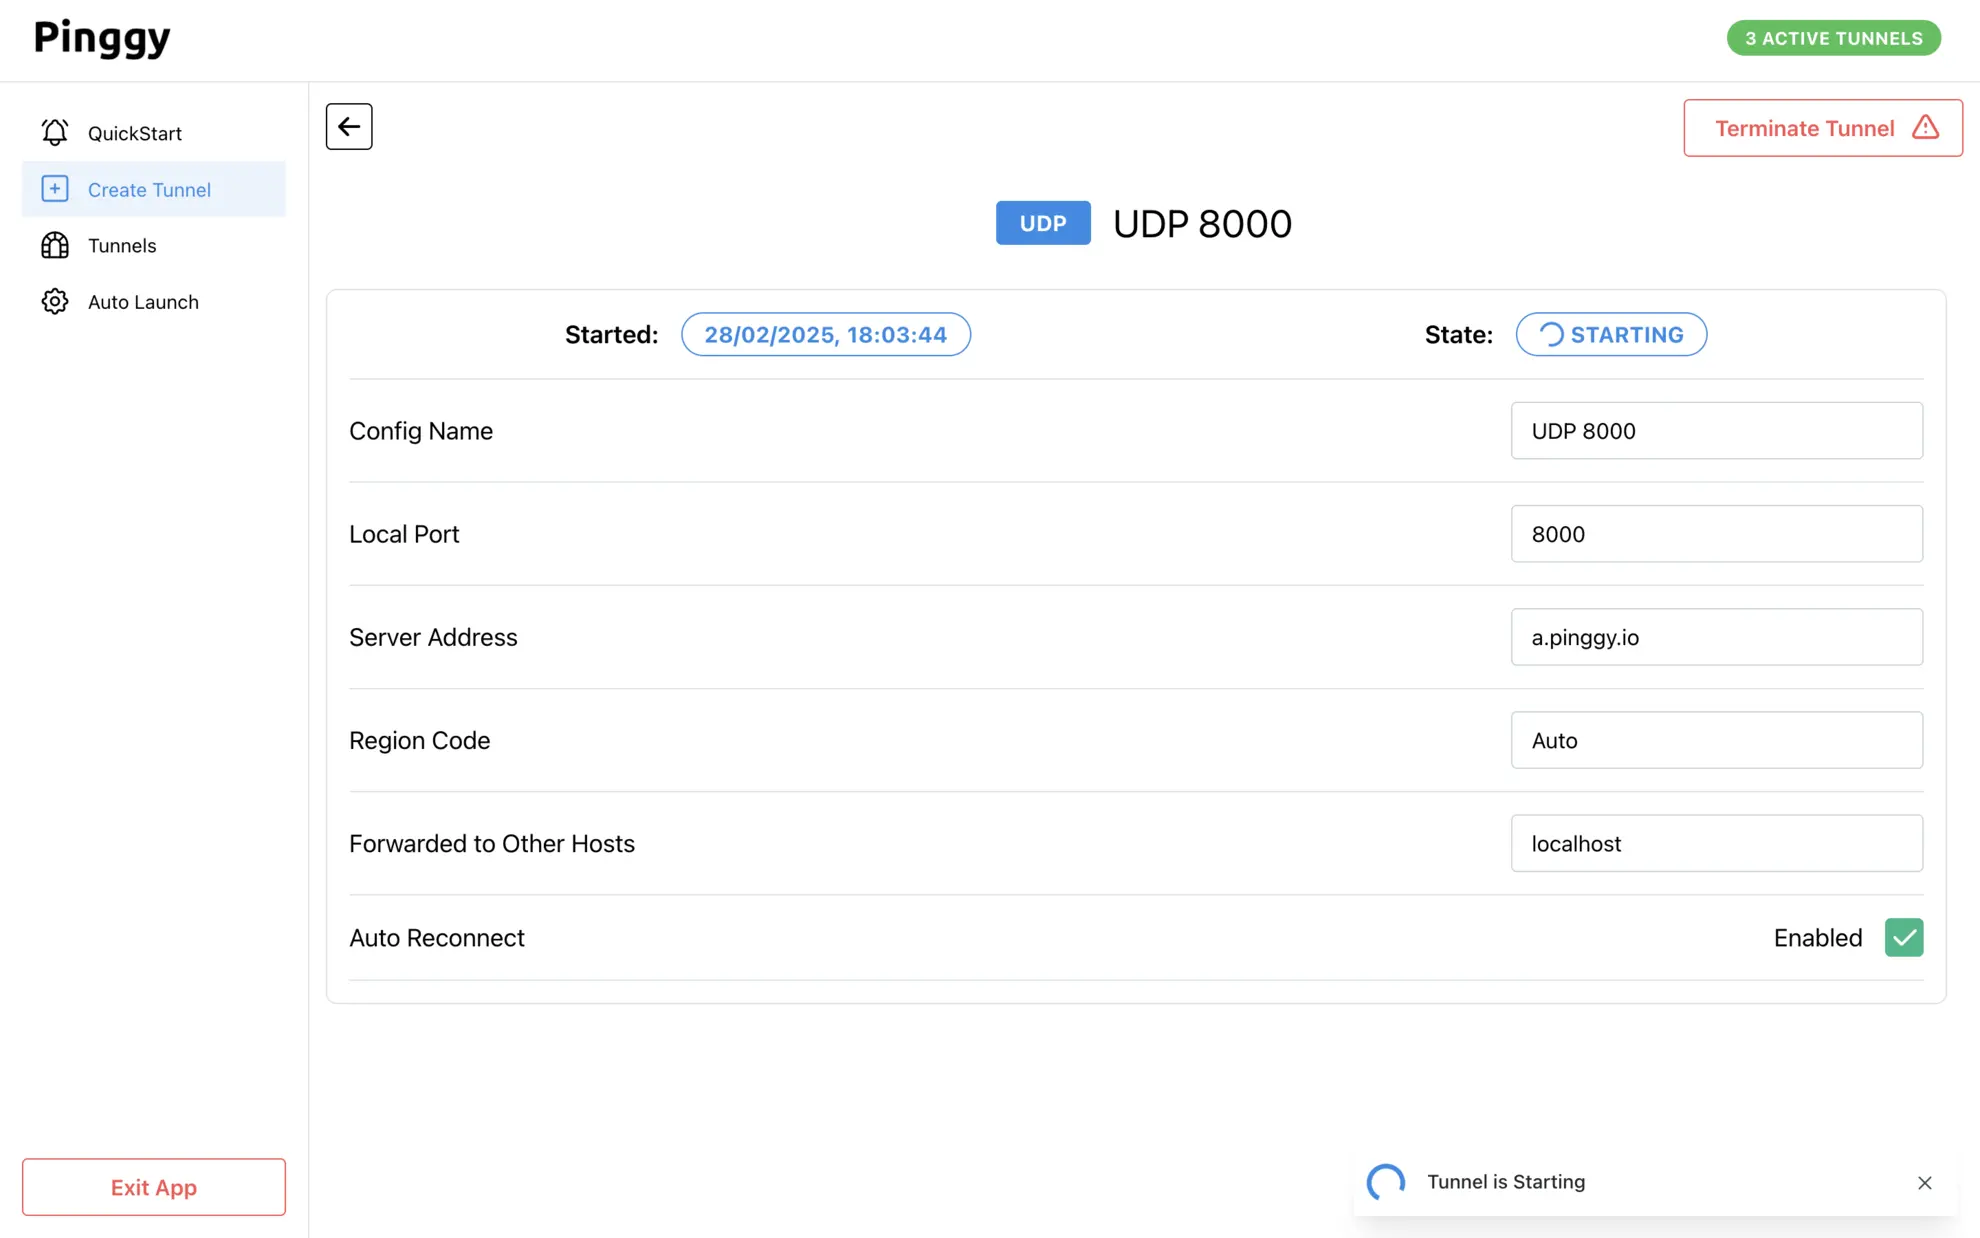 Pinggy
3 ACTIVE TUNNELS
QuickStart
Create Tunnel
Tunnels
Auto Launch
Terminate Tunnel
UDP UDP 8000
Started: 28/02/2025, 18:03:44 State: STARTING
Config Name UDP 8000
Local Port 8000
Server Address a.pinggy.io
Region Code Auto
Forwarded to Other Hosts localhost
Auto Reconnect Enabled
Exit App
Tunnel is Starting